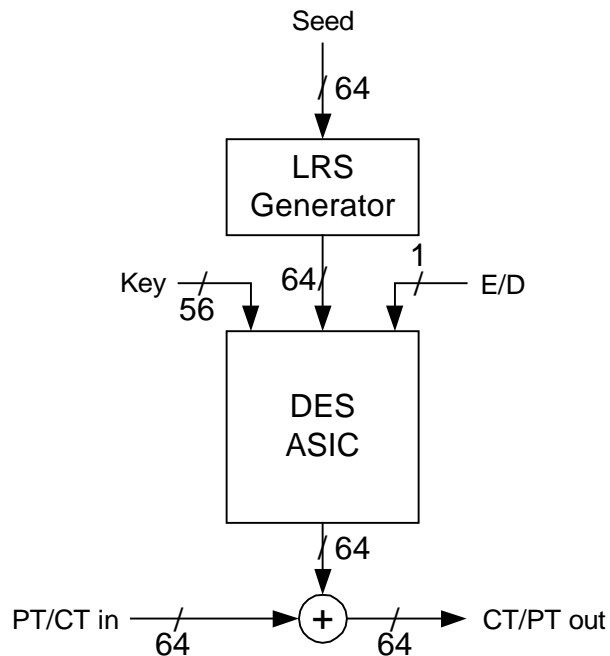 Seed
64
LRS
Generator
1
Key
64
E/D
56
DES
ASIC
64
PT/CT in
+
CT/PT out
64
64